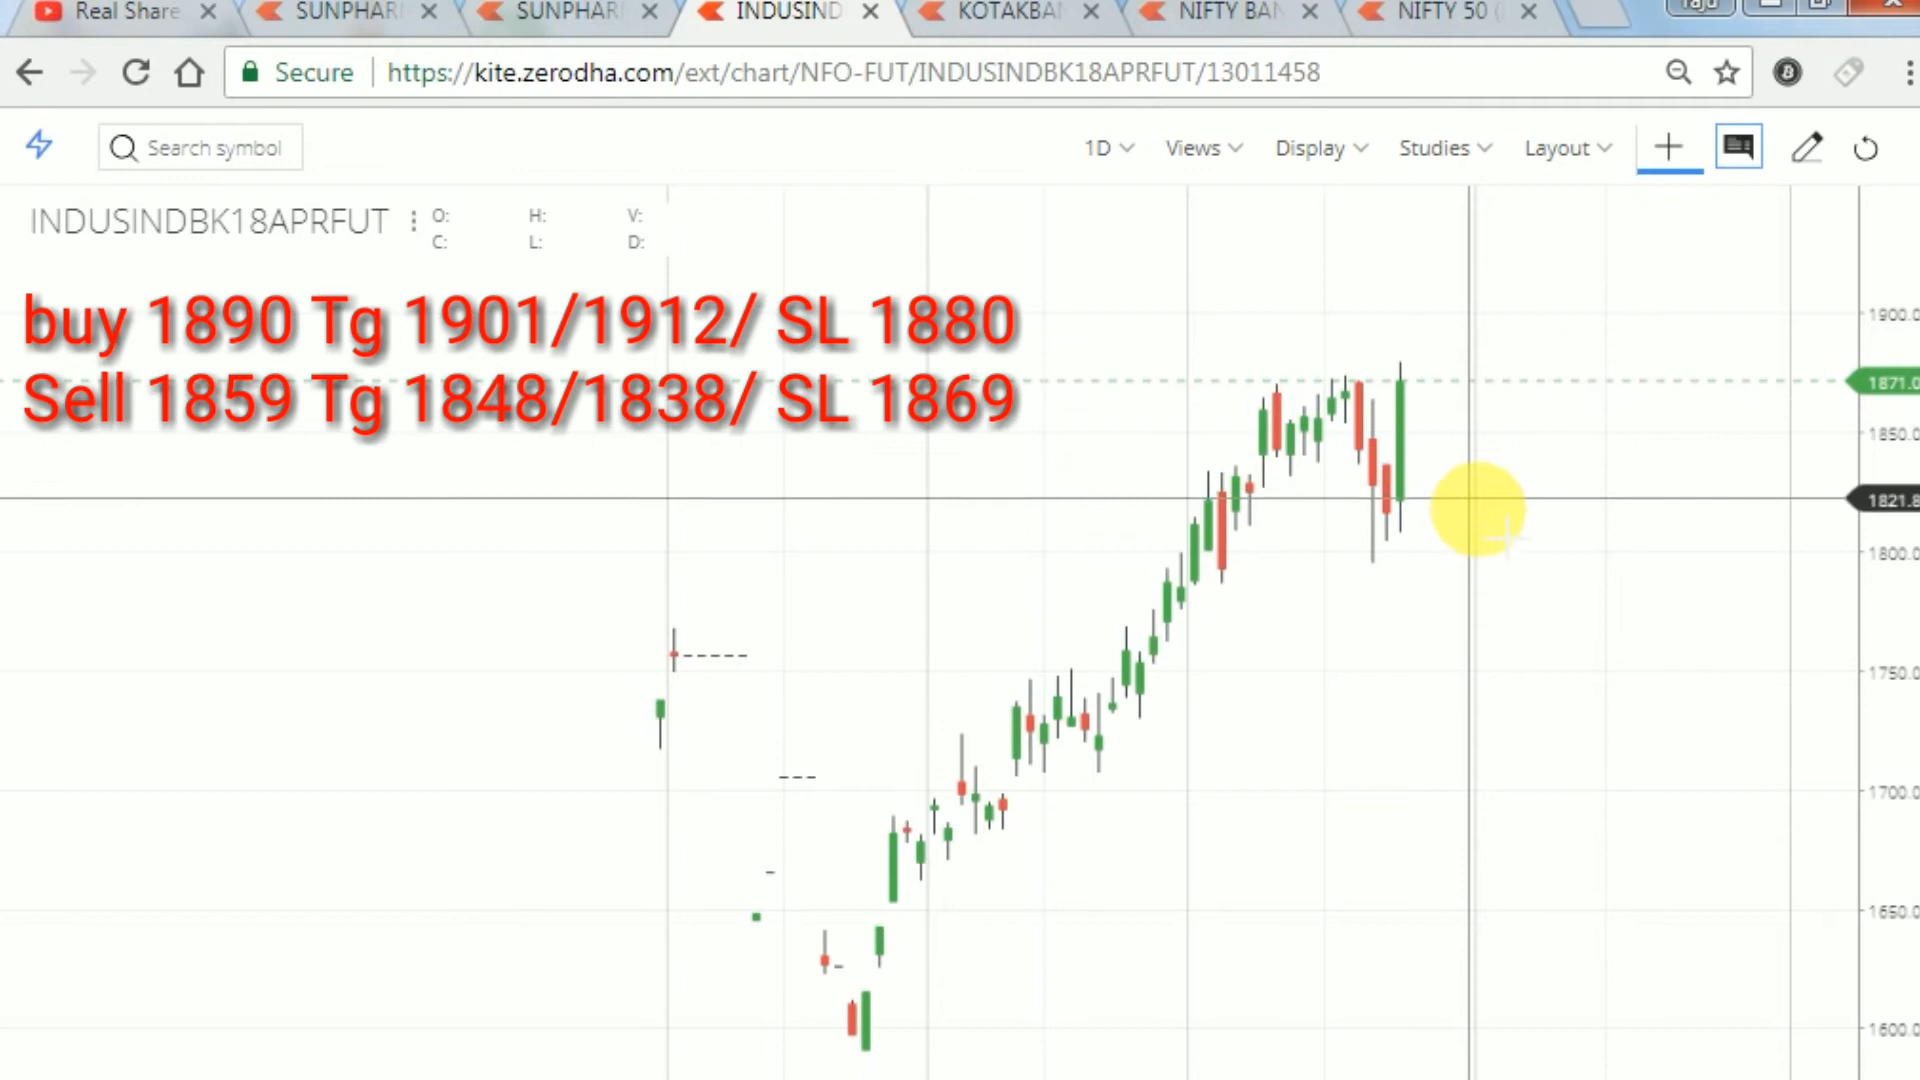 Real Share
SUNPHAR
SUNPHAR
INDUSIND
KOTAKBA
NIFTY BAN
NIFTY 50 (
Secure
https://kite.zerodha.com/ext/chart/NFO-FUT/INDUSINDBK18APRFUT/13011458
Search symbol
1D
Views
Display
Studies
Layout
INDUSINDBK18APRFUT
O:
H:
V:
C:
L:
D:
buy 1890 Tg 1901/1912/ SL 1880
Sell 1859 Tg 1848/1838/ SL 1869
1900.0
1871.0
1850.0
1821.8
1800.0
1750.0
1700.0
1650.0
1600.0